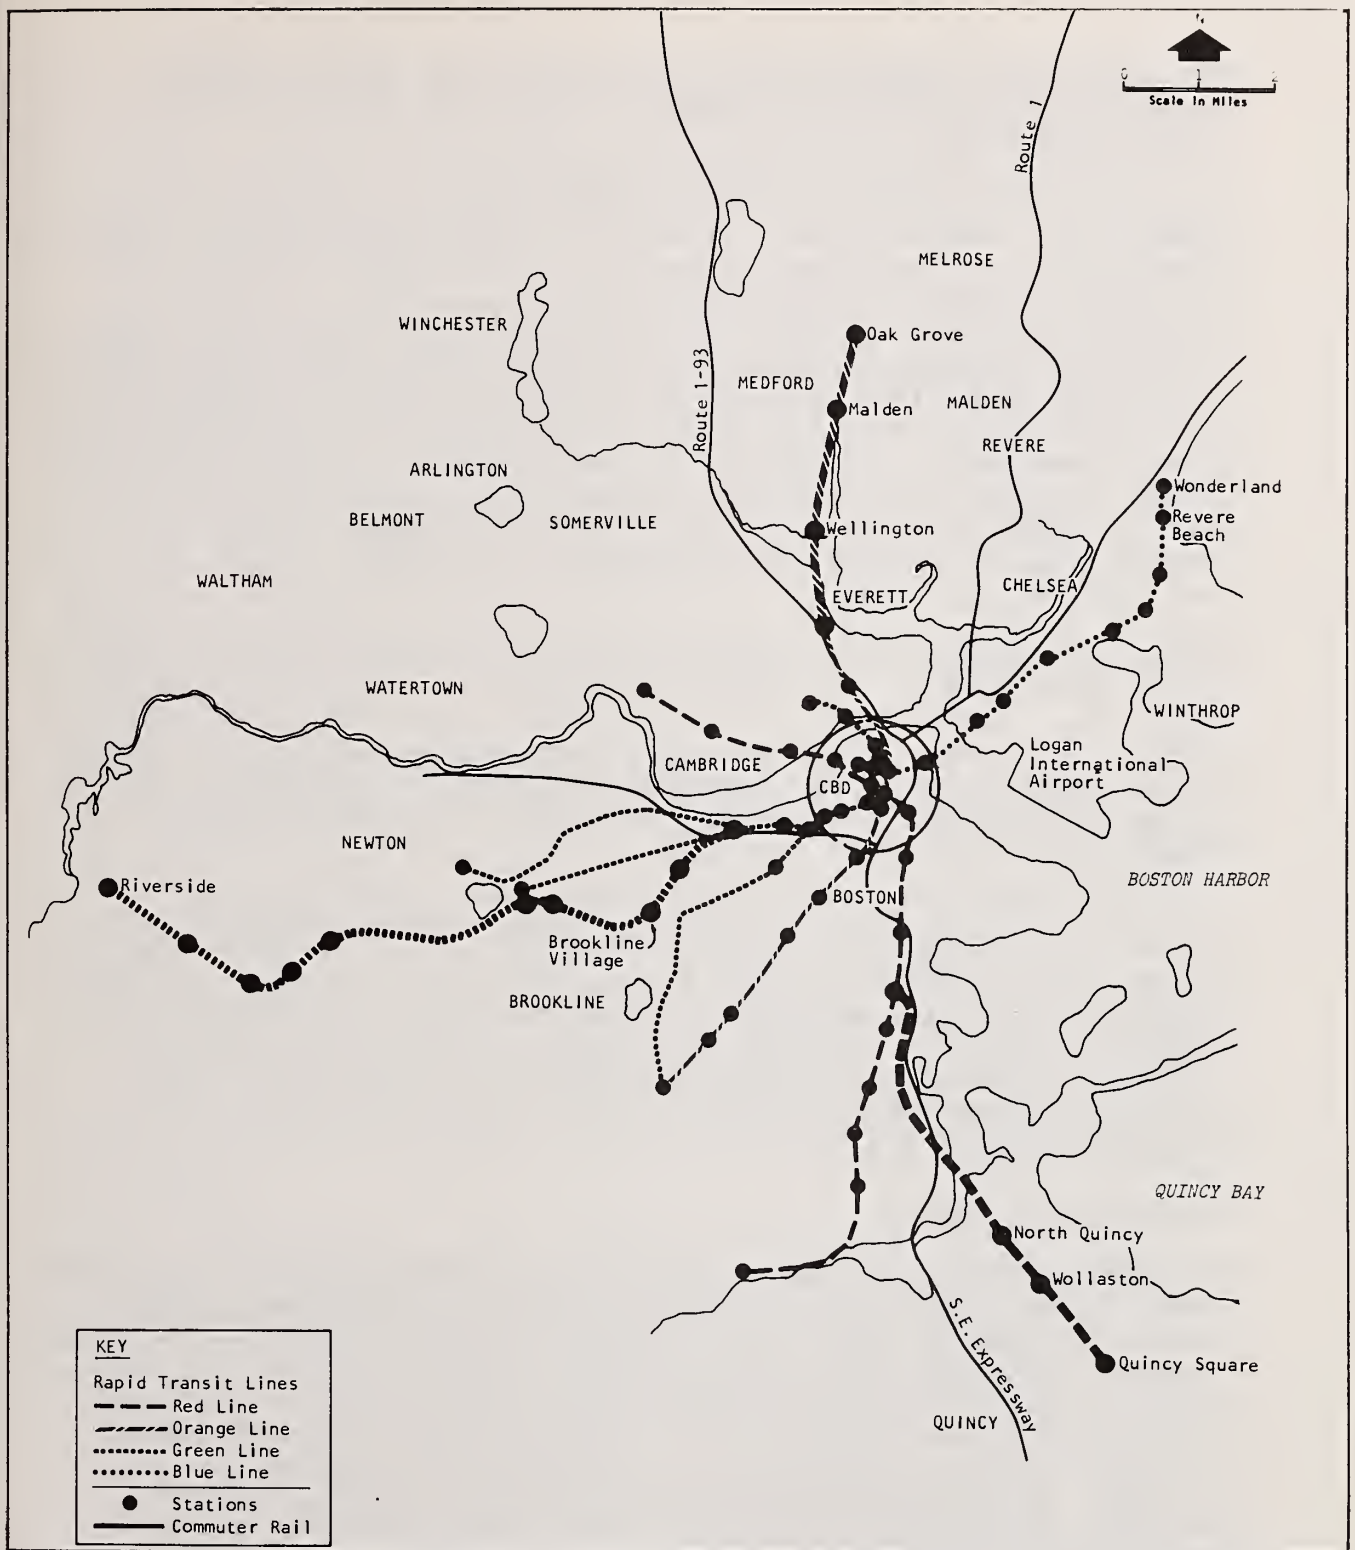 N
0 1 2
Scale In Miles
Route 1
MELROSE
WINCHESTER
Oak Grove
Route 1-93
MEDFORD
Malden
MALDEN
REVERE
ARLINGTON
Wonderland
BELMONT
SOMERVILLE
Revere
Beach
Wellington
WALTHAM
CHELSEA
EVERETT
WATERTOWN
WINTHROP
Logan
International
Airport
CAMBRIDGE
CBD
NEWTON
Riverside
BOSTON HARBOR
BOSTON
Brookline
Village
BROOKLINE
QUINCY BAY
North Quincy
Wollaston
S.E. Expressway
Quincy Square
QUINCY
KEY
Rapid Transit Lines
Red Line
Orange Line
Green Line
Blue Line
Stations
Commuter Rail